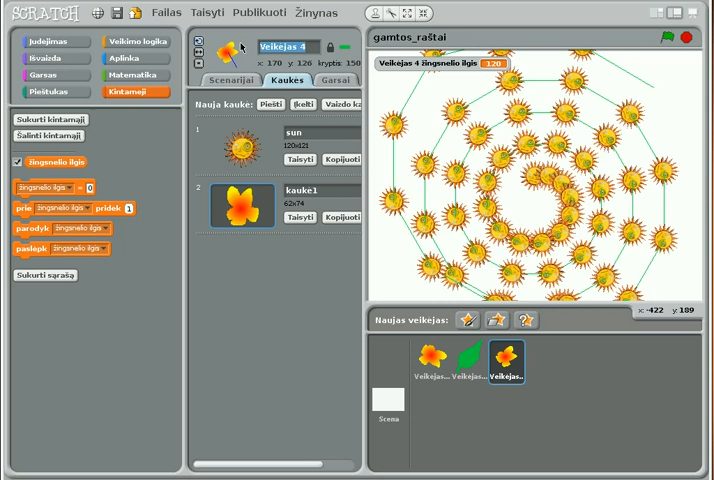 SCRATCH Failas Taisyti Publikuoti Žinynas
Judėjimas Veikimo logika
Išvaizda Aplinka
Garsas Matematika
Pieštukas Kintamieji
Sukurti kintamąjį
Šalinti kintamąjį
žingsnelio ilgis
žingsnelio ilgis = 0
prie žingsnelio ilgis pridėk 1
parodyk žingsnelio ilgis
paslėpk žingsnelio ilgis
Sukurti sąrašą
Veikėjas 4
x: 170 y: 126 kryptis: 150
Scenarijai Kaukės Garsai
Nauja kaukė: Piešti Įkelti Vaizdo ka
1
sun
120x121
Taisyti Kopijuoti
2
kaukė1
62x74
Taisyti Kopijuoti
gamtos_raštai
Veikėjas 4 žingsnelio ilgis 120
x: -422 y: 189
Naujas veikėjas:
Veikėjas... Veikėjas... Veikėjas..
Scena